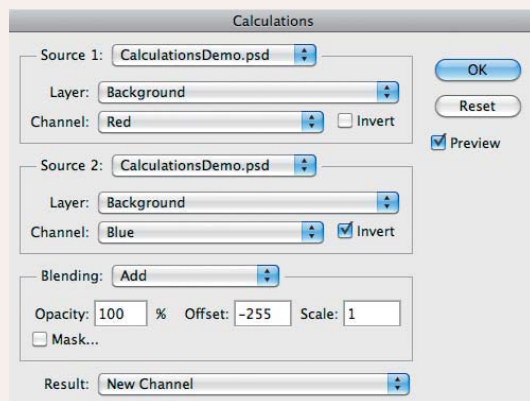 Calculations
Source 1: CalculationsDemo.psd
OK
Layer: Background
Reset
Channel: Red Invert
Preview
Source 2: CalculationsDemo.psd
Layer: Background
Channel: Blue Invert
Blending: Add
Opacity: 100 % Offset: -255 Scale: 1
Mask...
Result: New Channel